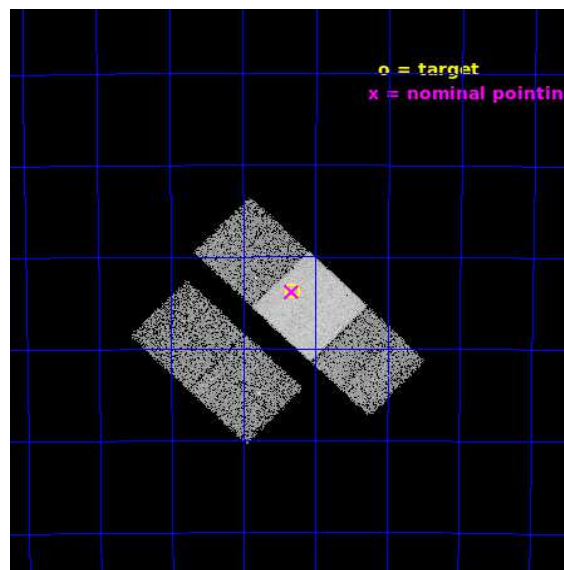 o = target
x = nominal pointin